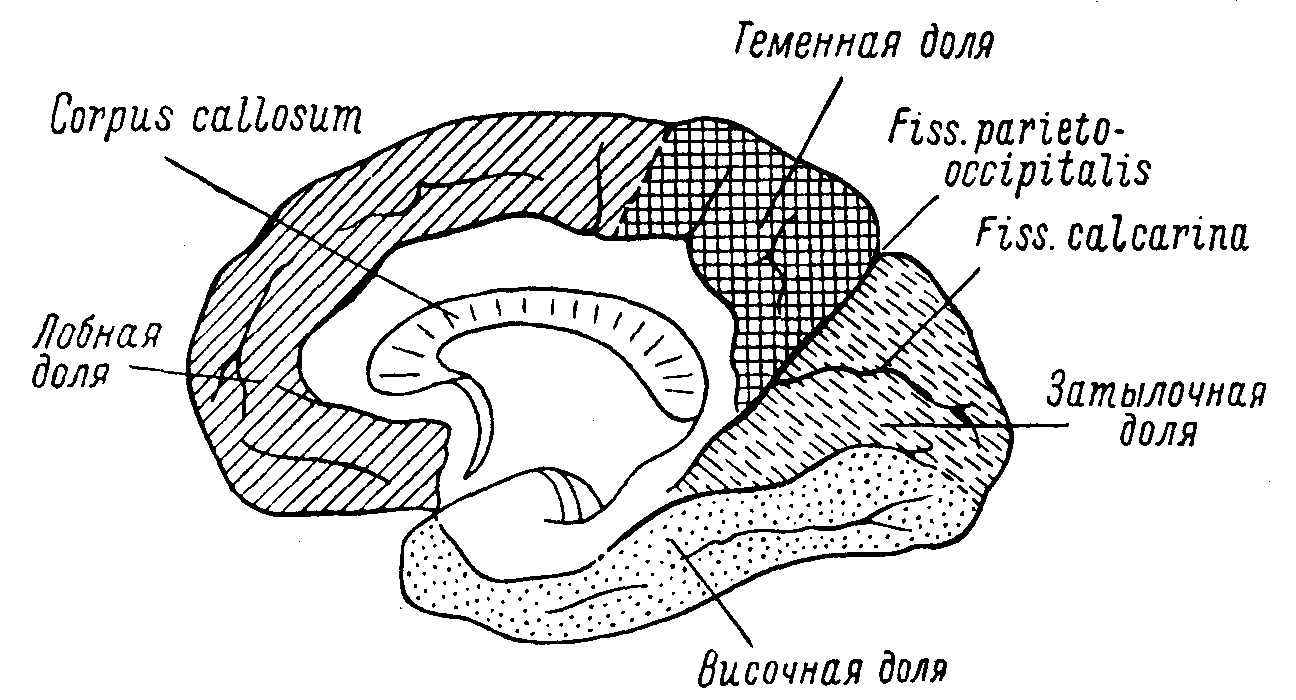 Теменная доля
Corpus callosum
Fiss. parieto-
occipitalis
Fiss. calcarina
Лобная
доля
Затылочная
доля
Височная доля